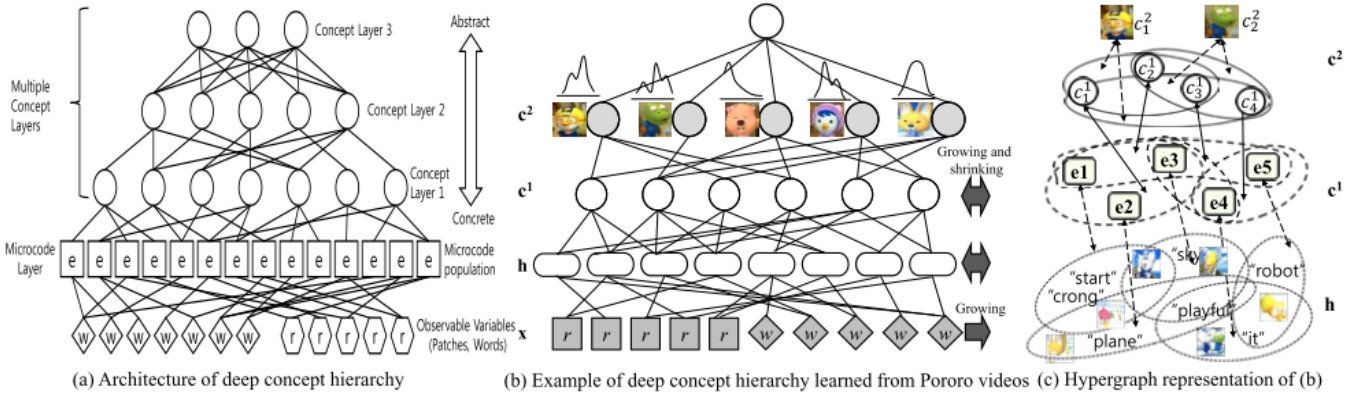 Concept Layer 3
Abstract
Multiple
Concept
Layers
Concept Layer 2
Concept
Layer 1
Concrete
Microcode
Layer
e e e e e e e e e e e e e e
Microcode
population
w w w w w w w
r r r r r
Observable Variables
(Patches, Words)
(a) Architecture of deep concept hierarchy
c²
Growing and
shrinking
c¹
h
Growing
x
r r r r r w w w w w
(b) Example of deep concept hierarchy learned from Pororo videos
c₁²
c₂²
c²
c₂¹
c₁¹
c₃¹
c₄¹
e1
e3
e5
c¹
e2
e4
"sky
"start"
"robot"
"crong"
"playful"
h
"plane"
"it"
(c) Hypergraph representation of (b)